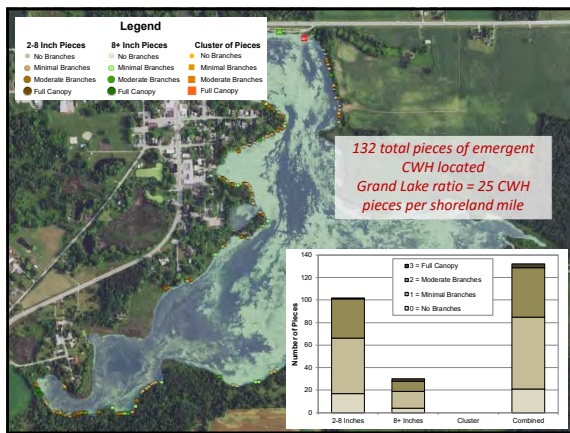 Legend
2-8 Inch Pieces
No Branches
Minimal Branches
Moderate Branches
Full Canopy
8+ Inch Pieces
No Branches
Minimal Branches
Moderate Branches
Full Canopy
Cluster of Pieces
No Branches
Minimal Branches
Moderate Branches
Full Canopy
132 total pieces of emergent
CWH located
Grand Lake ratio = 25 CWH
pieces per shoreland mile
Number of Pieces
140
120
100
80
60
40
20
0
3 = Full Canopy
2 = Moderate Branches
1 = Minimal Branches
0 = No Branches
2-8 Inches
8+ Inches
Cluster
Combined